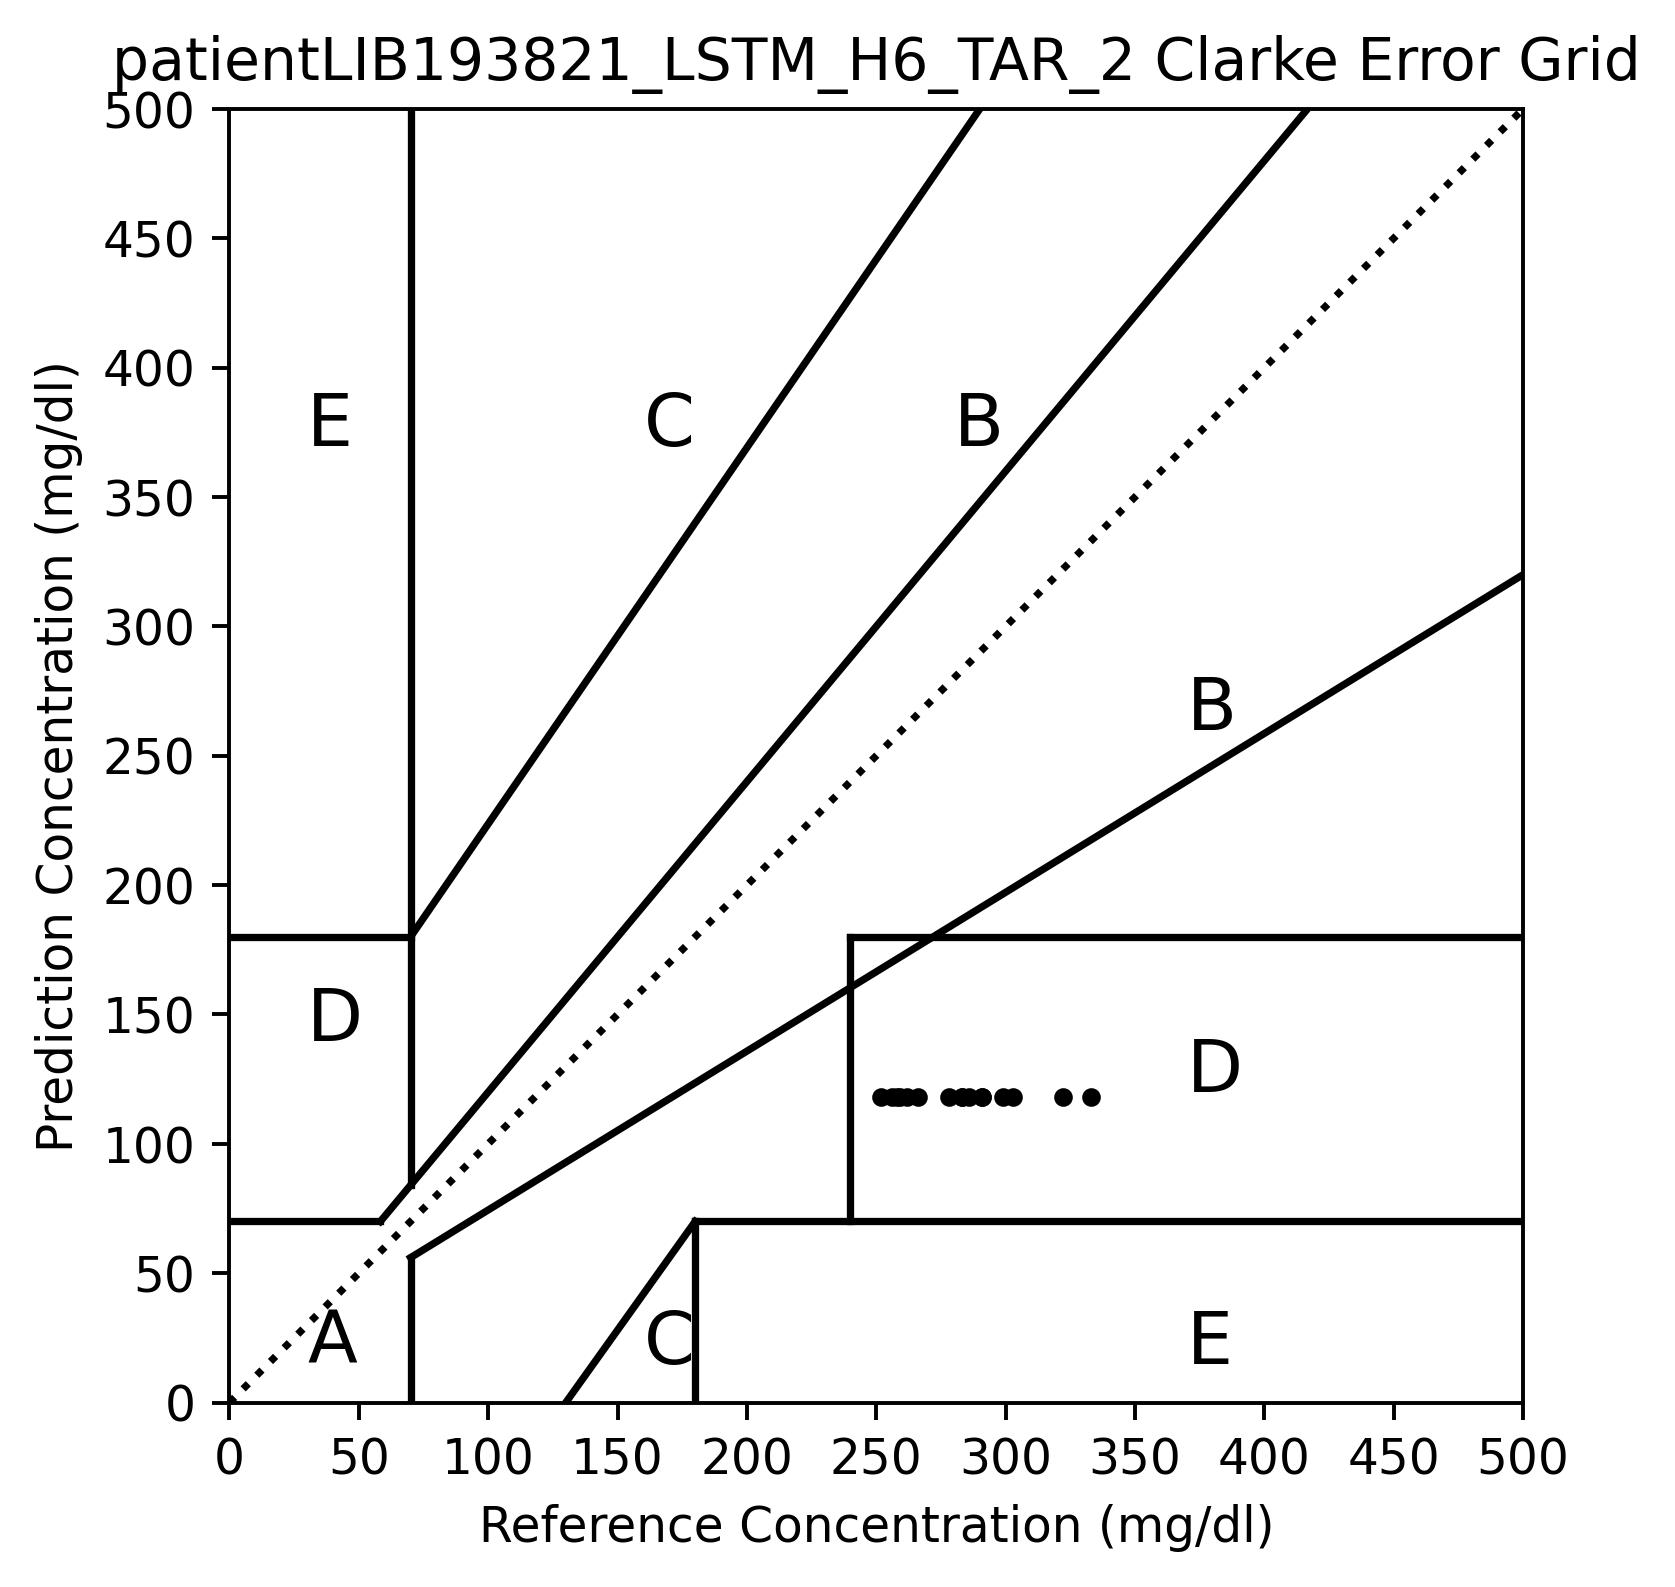 patientLIB193821_LSTM_H6_TAR_2 Clarke Error Grid
500
450
400
350
300
250
200
150
100
50
0
Prediction Concentration (mg/dl)
E
C
B
B
D
D
A
C
E
0 50 100 150 200 250 300 350 400 450 500
Reference Concentration (mg/dl)